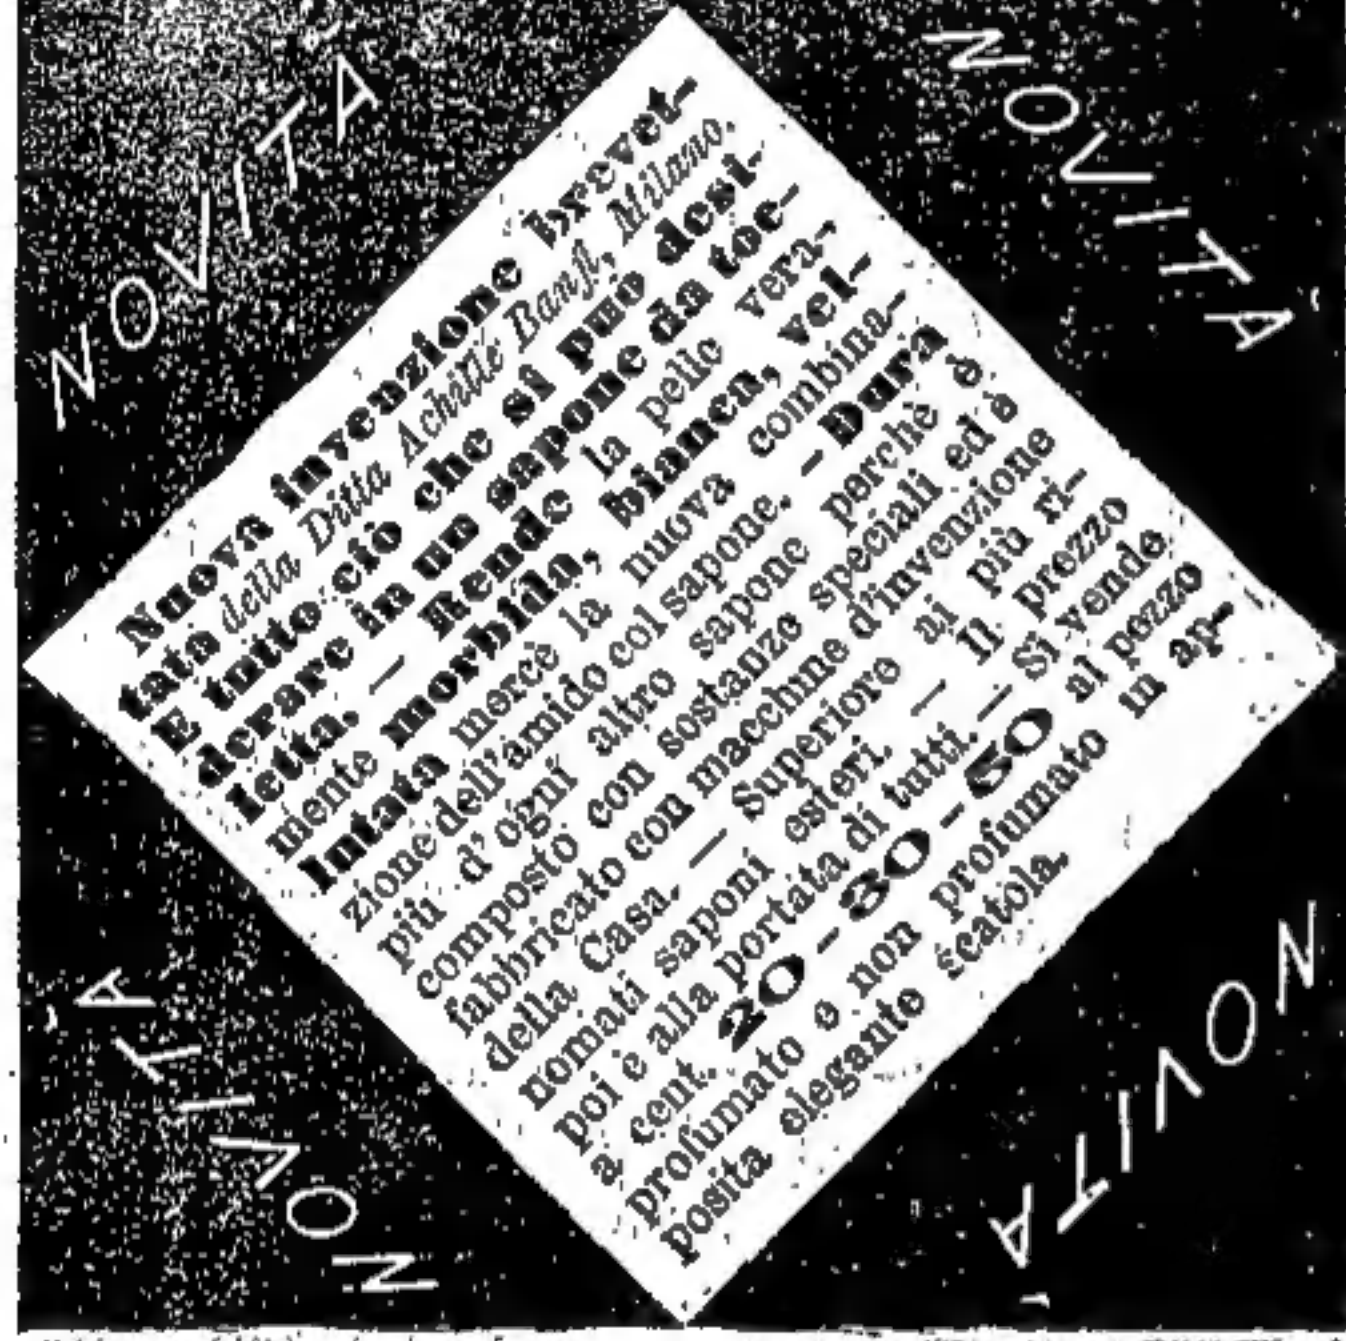 NOVITÀ
NOVITÀ
Nuova invenzione brevet-
tata della Ditta Achille Banfi, Milano.
E tutto ciò che si può desi-
derare in un sapone da toe-
letta. — Rende la pelle vera-
mente morbida, bianca, vel-
lutata mercè la nuova combina-
zione dell'amido col sapone. — Dura
più d'ogni altro sapone perchè è
composto con sostanze speciali ed è
fabbricato con macchine d'invenzione
della Casa. — Superiore ai più ri-
nomati saponi esteri. — Il prezzo
poi è alla portata di tutti. — Si vende
a cent. 20-30-50 al pezzo
profumato e non profumato in ap-
posita elegante scatola.
NOVITÀ
NOVITÀ